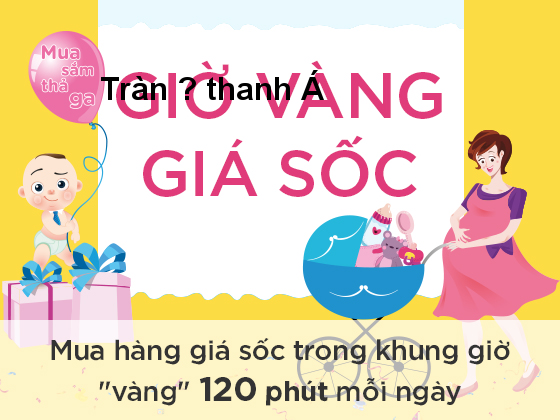 Mua
sắm
thả
ga
Tràn ? thanh Á
GIỜ VÀNG
GIÁ SỐC
Mua hàng giá sốc trong khung giờ
"vàng" 120 phút mỗi ngày